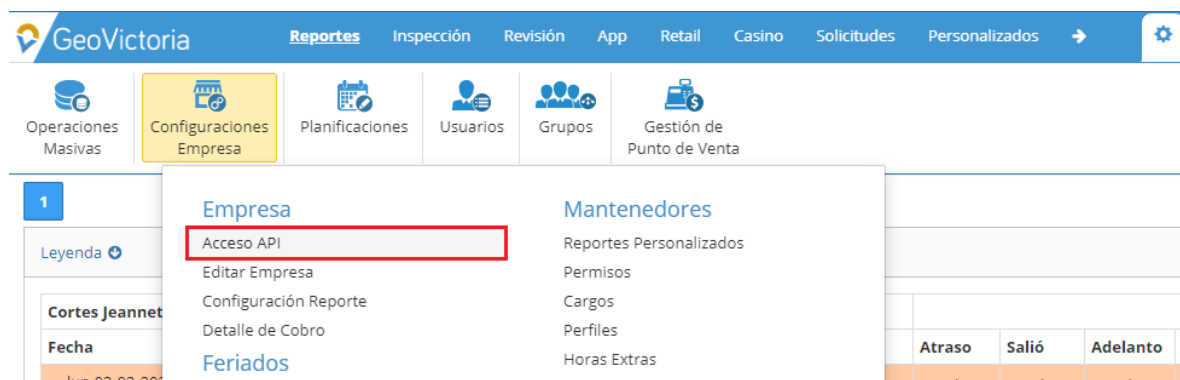 GeoVictoria Reportes Inspección Revisión App Retail Casino Solicitudes Personalizados
Operaciones Masivas
Configuraciones Empresa
Planificaciones
Usuarios
Grupos
Gestión de Punto de Venta
1
Leyenda
Empresa
Acceso API
Editar Empresa
Configuración Reporte
Detalle de Cobro
Feriados
Mantenedores
Reportes Personalizados
Permisos
Cargos
Perfiles
Horas Extras
Cortes Jeannet
Fecha Atraso Salió Adelanto